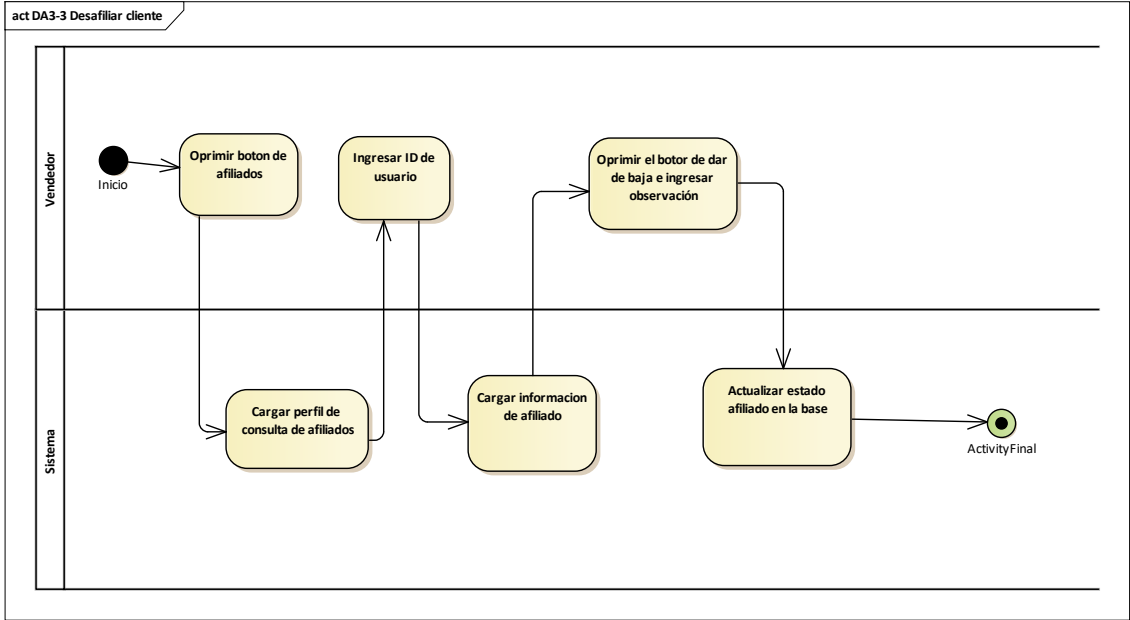 act DA3-3 Desafiliar cliente
Vendedor
Inicio
Oprimir boton de
afiliados
Ingresar ID de
usuario
Oprimir el botor de dar
de baja e ingresar
observación
Sistema
Cargar perfil de
consulta de afiliados
Cargar informacion
de afiliado
Actualizar estado
afiliado en la base
ActivityFinal